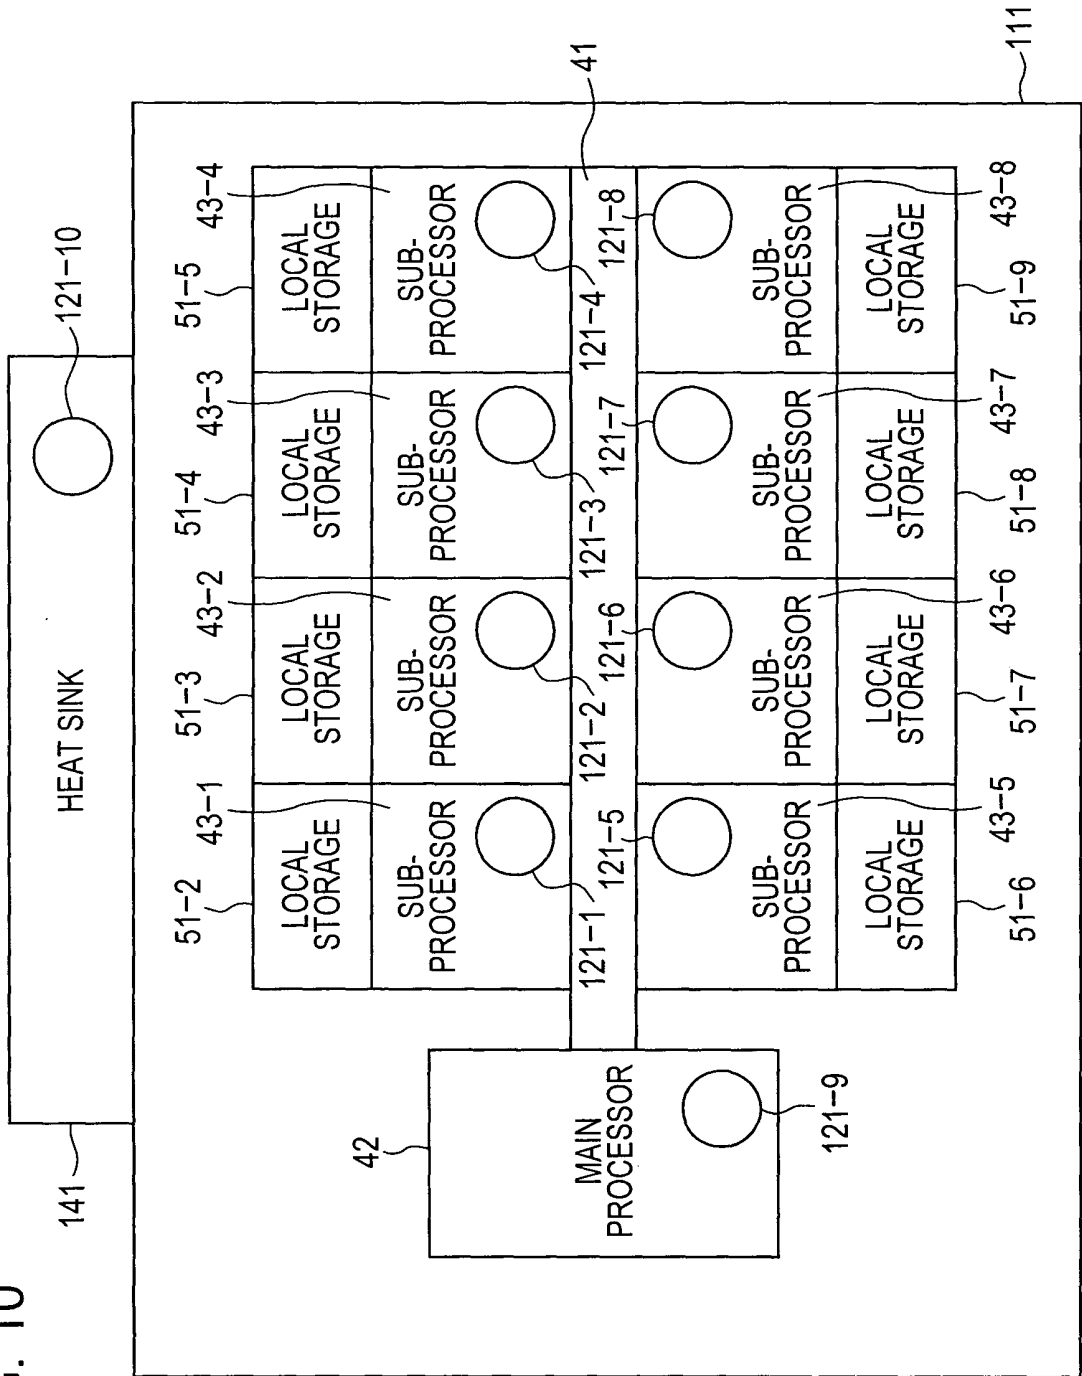 . 10
141
HEAT SINK
121-10
51-2
43-1
51-3
43-2
51-4
43-3
51-5
43-4
LOCAL
STORAGE
LOCAL
STORAGE
LOCAL
STORAGE
LOCAL
STORAGE
SUB-
PROCESSOR
SUB-
PROCESSOR
SUB-
PROCESSOR
SUB-
PROCESSOR
42
MAIN
PROCESSOR
121-9
121-1
121-2
121-3
121-4
41
121-5
121-6
121-7
121-8
SUB-
PROCESSOR
SUB-
PROCESSOR
SUB-
PROCESSOR
SUB-
PROCESSOR
LOCAL
STORAGE
LOCAL
STORAGE
LOCAL
STORAGE
LOCAL
STORAGE
51-6
43-5
51-7
43-6
51-8
43-7
51-9
43-8
111